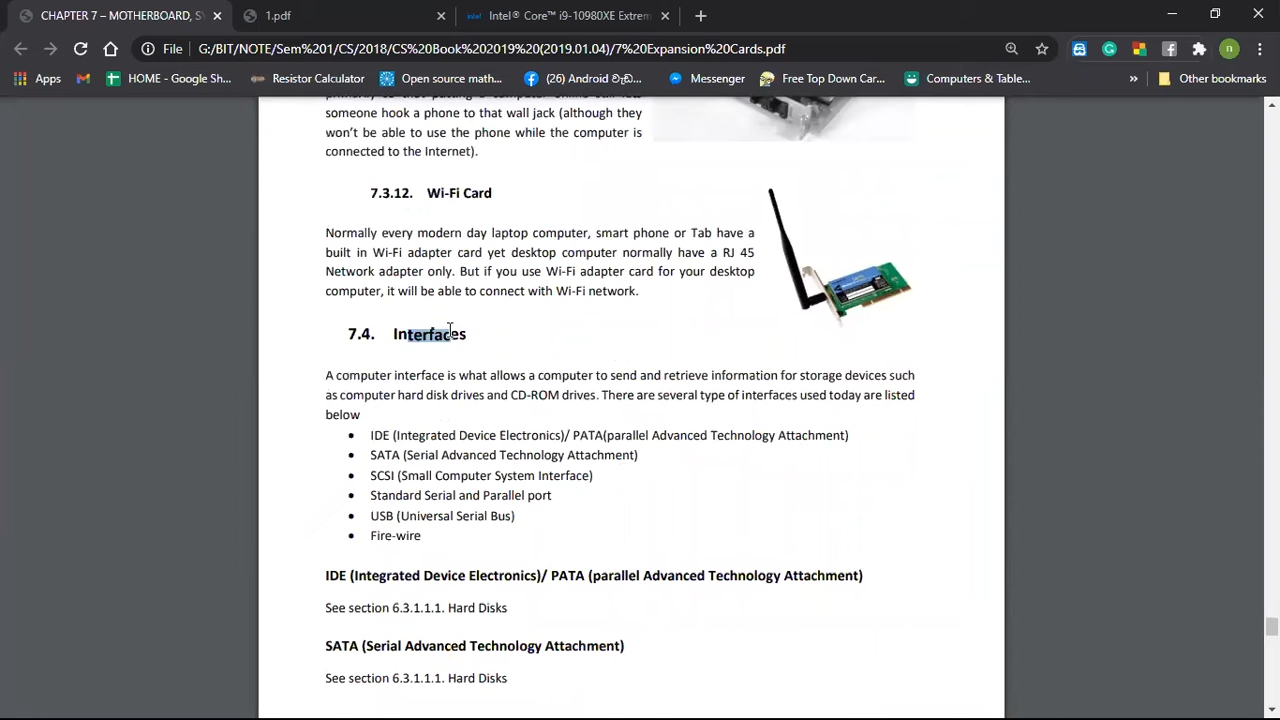 CHAPTER 7 – MOTHERBOARD, SY
1.pdf
Intel® Core™ i9-10980XE Extrem
File
G:/BIT/NOTE/Sem%201/CS/2018/CS%20Book%202019%20(2019.01.04)/7%20Expansion%20Cards.pdf
n
Apps
HOME - Google Sh...
Resistor Calculator
Open source math...
Messenger
Free Top Down Car...
Computers & Table...
»
Other bookmarks
someone hook a phone to that wall jack (although they
won't be able to use the phone while the computer is
connected to the Internet).
7.3.12. Wi-Fi Card
Normally every modern day laptop computer, smart phone or Tab have a
built in Wi-Fi adapter card yet desktop computer normally have a RJ 45
Network adapter only. But if you use Wi-Fi adapter card for your desktop
computer, it will be able to connect with Wi-Fi network.
7.4. Interfaces
A computer interface is what allows a computer to send and retrieve information for storage devices such
as computer hard disk drives and CD-ROM drives. There are several type of interfaces used today are listed
below
• IDE (Integrated Device Electronics)/ PATA(parallel Advanced Technology Attachment)
• SATA (Serial Advanced Technology Attachment)
• SCSI (Small Computer System Interface)
• Standard Serial and Parallel port
• USB (Universal Serial Bus)
• Fire-wire
IDE (Integrated Device Electronics)/ PATA (parallel Advanced Technology Attachment)
See section 6.3.1.1.1. Hard Disks
SATA (Serial Advanced Technology Attachment)
See section 6.3.1.1.1. Hard Disks